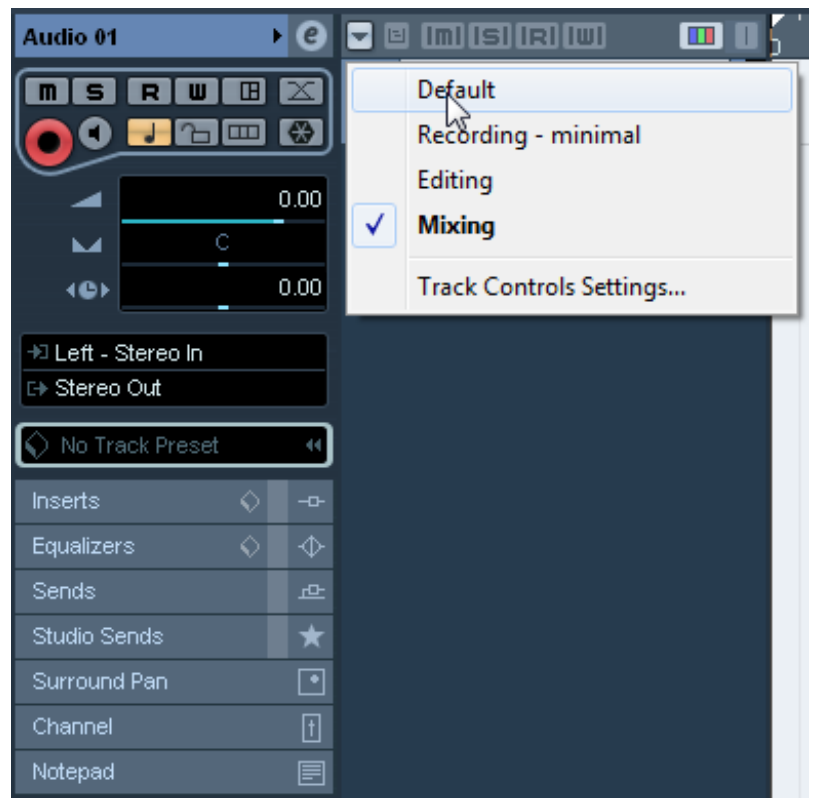 Audio 01
e
m S R W
|m| |S| |R| |W|
Default
Recording - minimal
Editing
Mixing
Track Controls Settings...
0.00
C
0.00
Left - Stereo In
Stereo Out
No Track Preset
Inserts
Equalizers
Sends
Studio Sends
Surround Pan
Channel
Notepad